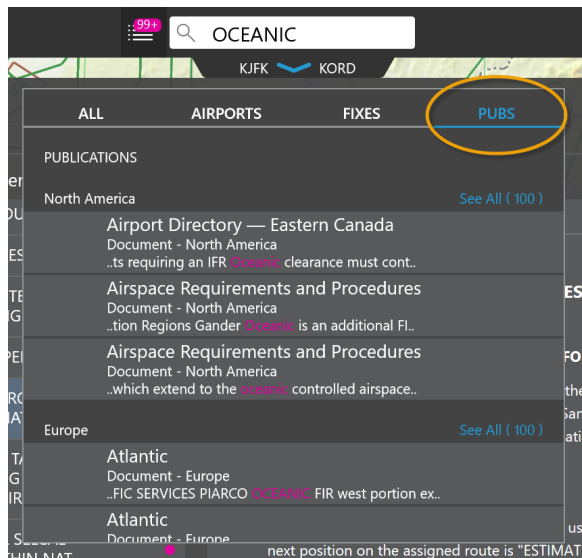 99+
OCEANIC
KJFK KORD
ALL AIRPORTS FIXES PUBS
PUBLICATIONS
North America See All ( 100 )
Airport Directory — Eastern Canada
Document - North America
..ts requiring an IFR Oceanic clearance must cont..
Airspace Requirements and Procedures
Document - North America
..tion Regions Gander Oceanic is an additional FI..
Airspace Requirements and Procedures
Document - North America
..which extend to the oceanic controlled airspace..
Europe See All ( 100 )
Atlantic
Document - Europe
..FIC SERVICES PIARCO OCEANIC FIR west portion ex..
Atlantic
Document - Europe
next position on the assigned route is "ESTIMAT